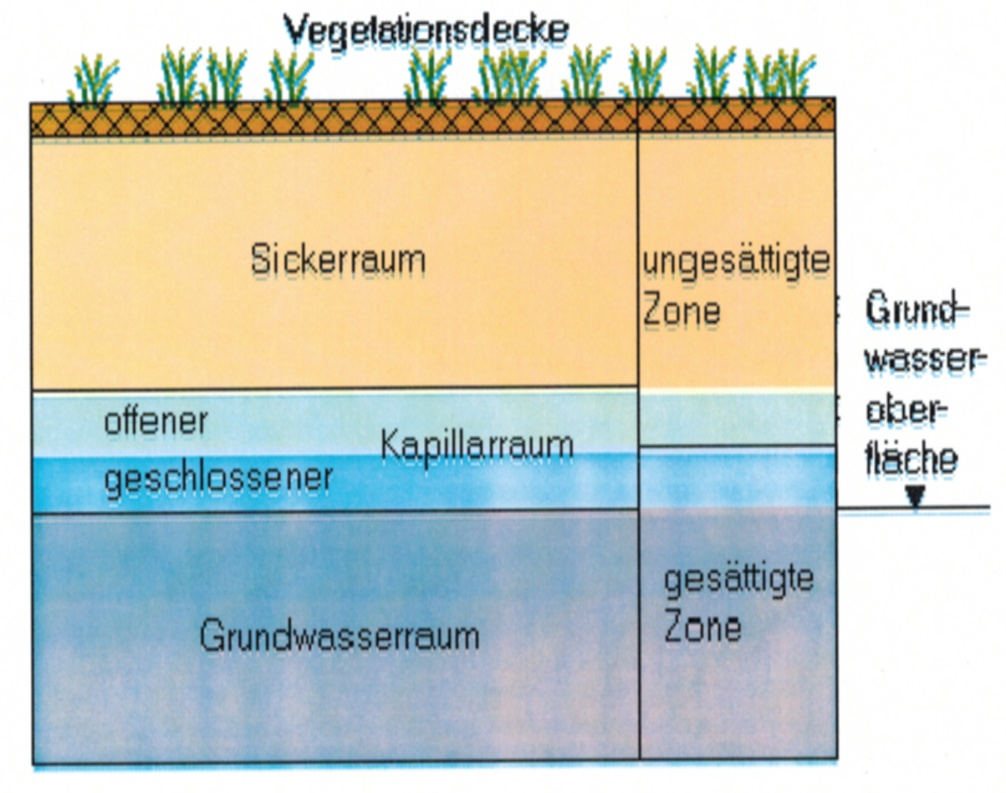 Vegetationsdecke
Sickerraum
ungesättigte
Zone
Grund-
wasser-
ober-
fläche
offener
Kapillarraum
geschlossener
gesättigte
Zone
Grundwasserraum